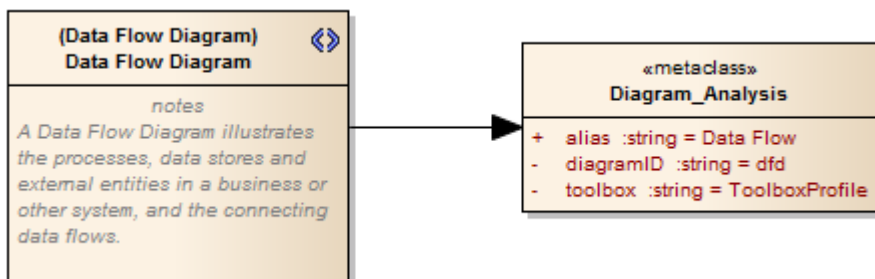 (Data Flow Diagram)
Data Flow Diagram
notes
A Data Flow Diagram illustrates
the processes, data stores and
external entities in a business or
other system, and the connecting
data flows.
«metaclass»
Diagram_Analysis
+ alias :string = Data Flow
- diagramID :string = dfd
- toolbox :string = ToolboxProfile